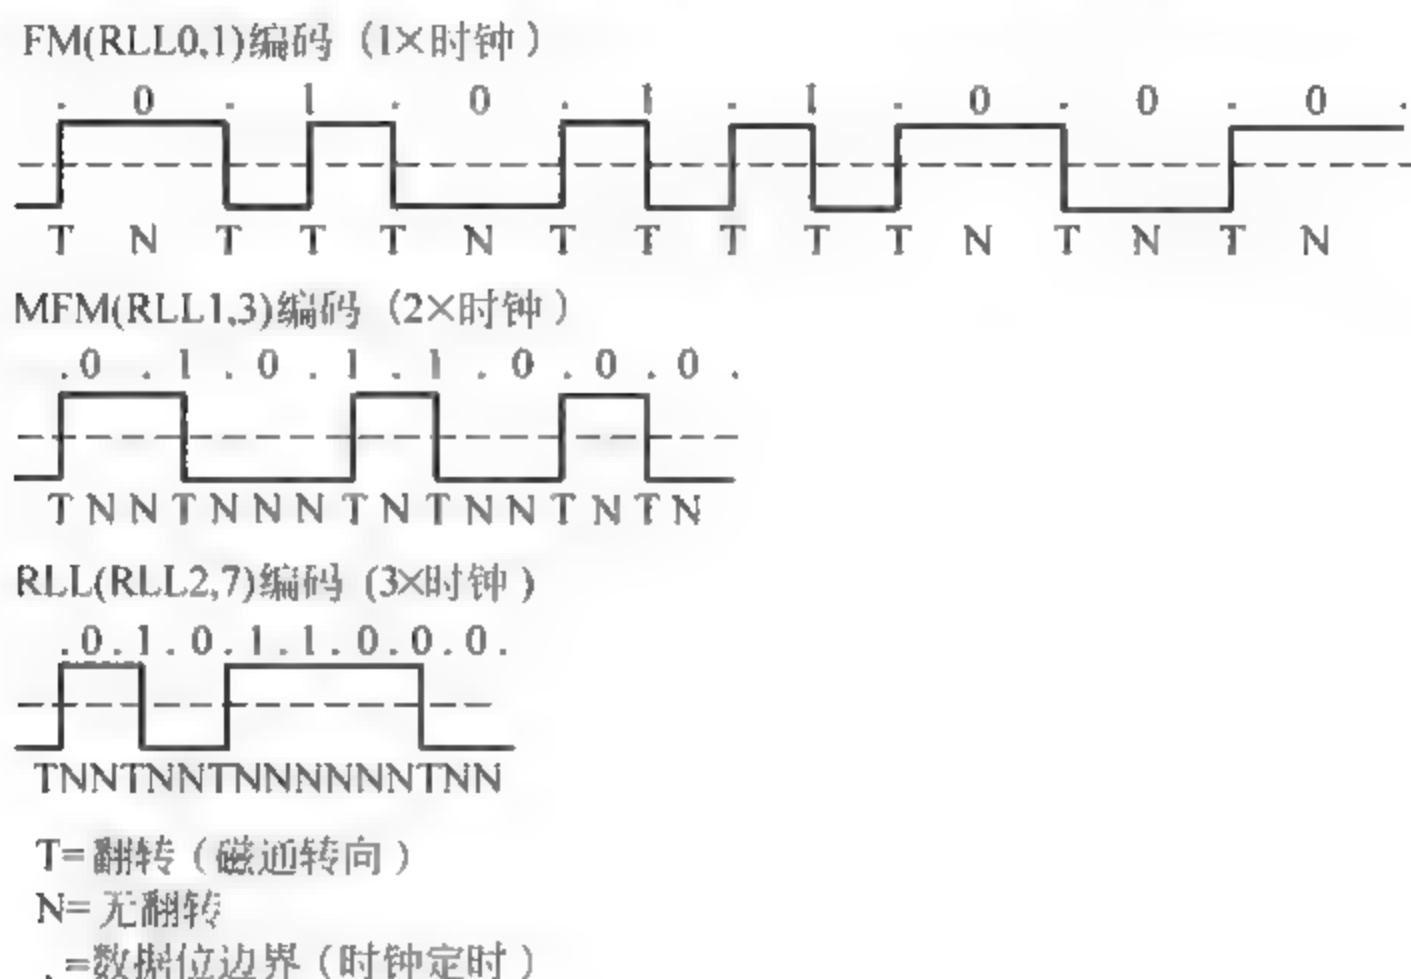 FM(RLL0,1)编码（1×时钟）
. 0 . 1 . 0 . 1 . 1 . 0 . 0 . 0 .
T N T T T N T T T T T N T N T N
MFM(RLL1,3)编码（2×时钟）
. 0 . 1 . 0 . 1 . 1 . 0 . 0 . 0 .
T N N T N N N T N T N N T N T N
RLL(RLL2,7)编码 (3×时钟)
.0.1.0.1.1.0.0.0.
TNNTNNTNNNNNNTNN
T=翻转（磁通转向）
N=无翻转
.=数据位边界（时钟定时）